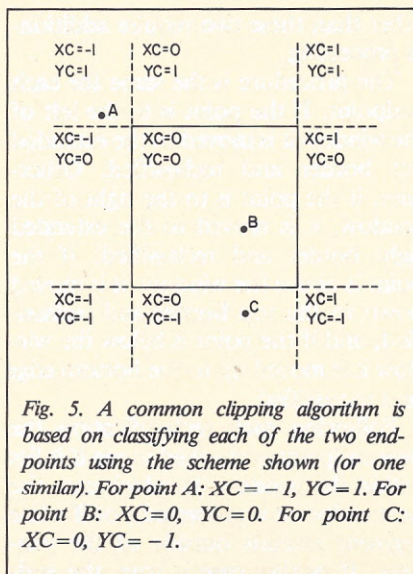 XC=-1 XC=0 XC=1
YC=1 YC=1 YC=1
A
XC=-1 XC=0 XC=1
YC=0 YC=0 YC=0
B
XC=-1 XC=0 C XC=1
YC=-1 YC=-1 YC=-1
Fig. 5. A common clipping algorithm is
based on classifying each of the two end-
points using the scheme shown (or one
similar). For point A: XC = −1, YC=1. For
point B: XC=0, YC=0. For point C:
XC=0, YC= −1.